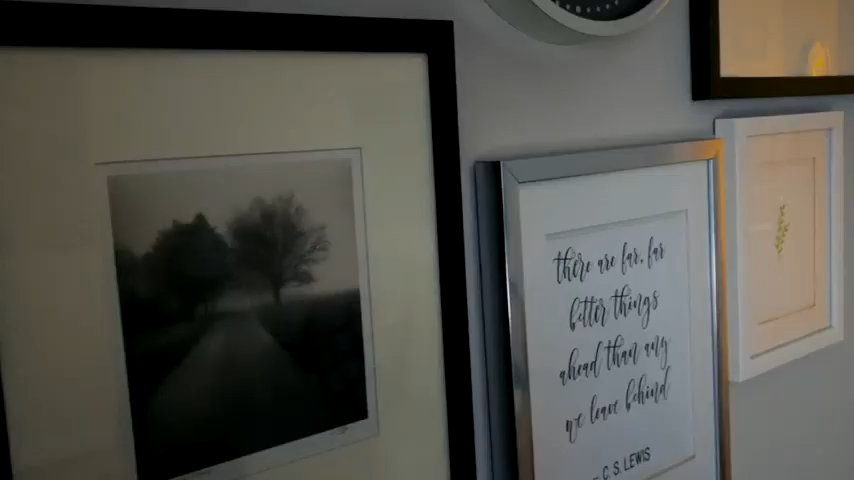 there are far, far
better things
ahead than any
we leave behind
C. S. LEWIS